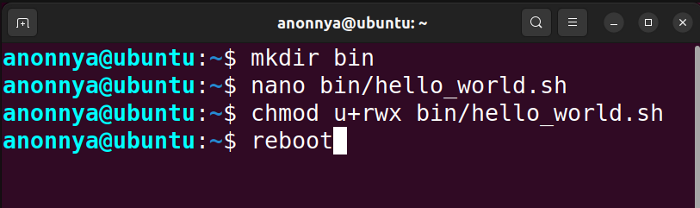 anonnya@ubuntu: ~
anonnya@ubuntu:~$ mkdir bin
anonnya@ubuntu:~$ nano bin/hello_world.sh
anonnya@ubuntu:~$ chmod u+rwx bin/hello_world.sh
anonnya@ubuntu:~$ reboot